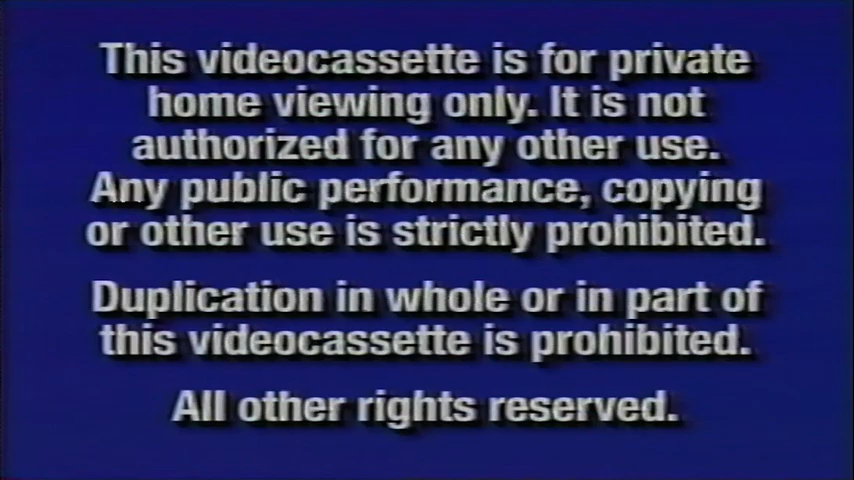 This videocassette is for private
home viewing only. It is not
authorized for any other use.
Any public performance, copying
or other use is strictly prohibited.
Duplication in whole or in part of
this videocassette is prohibited.
All other rights reserved.